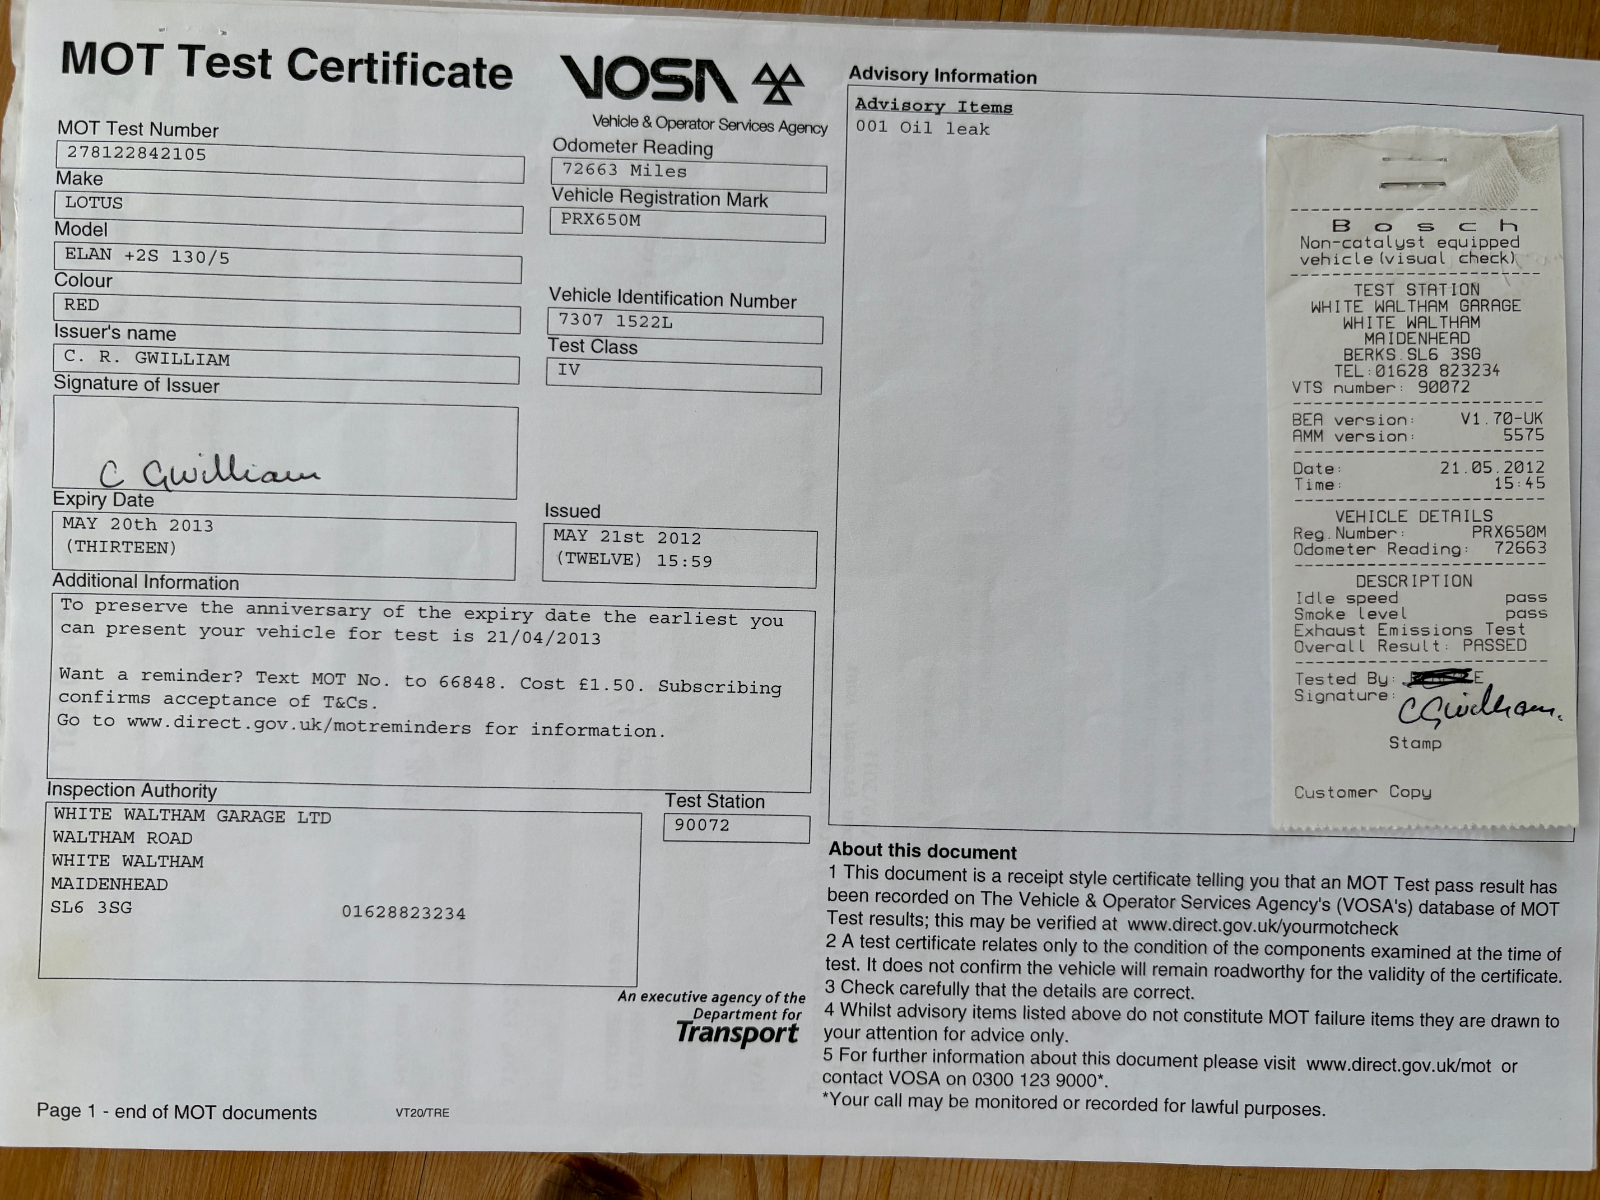 MOT Test Certificate
VOSA
Vehicle & Operator Services Agency
MOT Test Number
278122842105
Make
LOTUS
Model
ELAN +2S 130/5
Colour
RED
Issuer's name
C. R. GWILLIAM
Signature of Issuer
C Gwilliam
Expiry Date
MAY 20th 2013
(THIRTEEN)
Odometer Reading
72663 Miles
Vehicle Registration Mark
PRX650M
Vehicle Identification Number
7307 1522L
Test Class
IV
Issued
MAY 21st 2012
(TWELVE) 15:59
Additional Information
To preserve the anniversary of the expiry date the earliest you
can present your vehicle for test is 21/04/2013
Want a reminder? Text MOT No. to 66848. Cost £1.50. Subscribing
confirms acceptance of T&Cs.
Go to www.direct.gov.uk/motreminders for information.
Inspection Authority
WHITE WALTHAM GARAGE LTD
WALTHAM ROAD
WHITE WALTHAM
MAIDENHEAD
SL6 3SG 01628823234
Test Station
90072
An executive agency of the
Department for
Transport
Page 1 - end of MOT documents
VT20/TRE
Advisory Information
Advisory Items
001 Oil leak
Bosch
Non-catalyst equipped
vehicle(visual check)
TEST STATION
WHITE WALTHAM GARAGE
WHITE WALTHAM
MAIDENHEAD
BERKS.SL6 3SG
TEL:01628 823234
VTS number: 90072
BEA version: V1.70-UK
AMM version: 5575
Date: 21.05.2012
Time: 15:45
VEHICLE DETAILS
Reg.Number: PRX650M
Odometer Reading: 72663
DESCRIPTION
Idle speed pass
Smoke level pass
Exhaust Emissions Test
Overall Result: PASSED
Tested By: E
Signature: C Gwilliam.
Stamp
Customer Copy
About this document
1 This document is a receipt style certificate telling you that an MOT Test pass result has
been recorded on The Vehicle & Operator Services Agency's (VOSA's) database of MOT
Test results; this may be verified at www.direct.gov.uk/yourmotcheck
2 A test certificate relates only to the condition of the components examined at the time of
test. It does not confirm the vehicle will remain roadworthy for the validity of the certificate.
3 Check carefully that the details are correct.
4 Whilst advisory items listed above do not constitute MOT failure items they are drawn to
your attention for advice only.
5 For further information about this document please visit www.direct.gov.uk/mot or
contact VOSA on 0300 123 9000*.
*Your call may be monitored or recorded for lawful purposes.